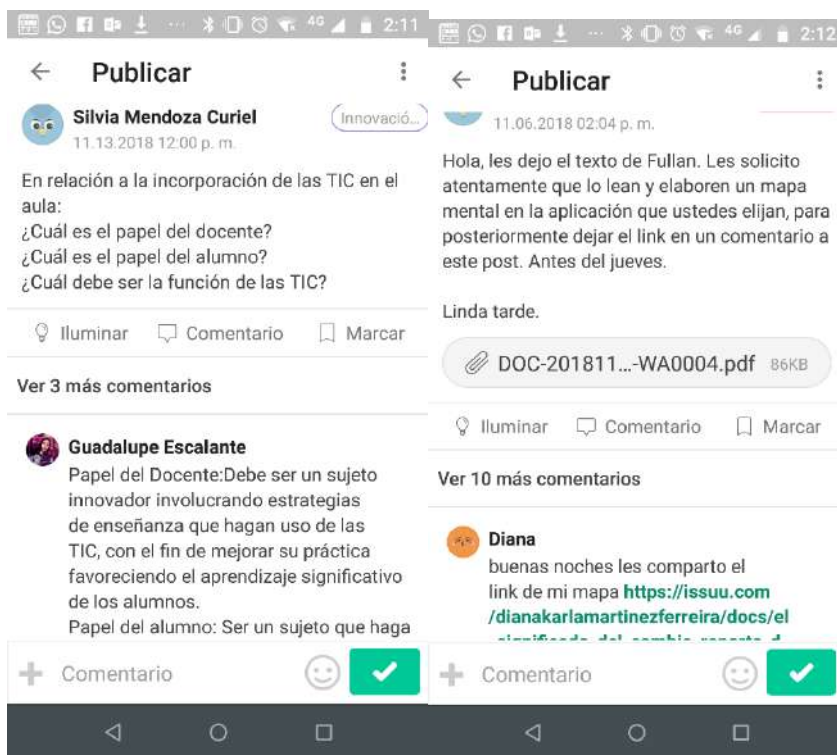 4G 2:11
Publicar
Silvia Mendoza Curiel
Innovació...
11.13.2018 12:00 p. m.
En relación a la incorporación de las TIC en el
aula:
¿Cuál es el papel del docente?
¿Cuál es el papel del alumno?
¿Cuál debe ser la función de las TIC?
Iluminar Comentario Marcar
Ver 3 más comentarios
Guadalupe Escalante
Papel del Docente:Debe ser un sujeto
innovador involucrando estrategias
de enseñanza que hagan uso de las
TIC, con el fin de mejorar su práctica
favoreciendo el aprendizaje significativo
de los alumnos.
Papel del alumno: Ser un sujeto que haga
Comentario
4G 2:12
Publicar
11.06.2018 02:04 p. m.
Hola, les dejo el texto de Fullan. Les solicito
atentamente que lo lean y elaboren un mapa
mental en la aplicación que ustedes elijan, para
posteriormente dejar el link en un comentario a
este post. Antes del jueves.
Linda tarde.
DOC-201811...-WA0004.pdf 86KB
Iluminar Comentario Marcar
Ver 10 más comentarios
Diana
buenas noches les comparto el
link de mi mapa https://issuu.com
/dianakarlamartinezferreira/docs/el
Comentario